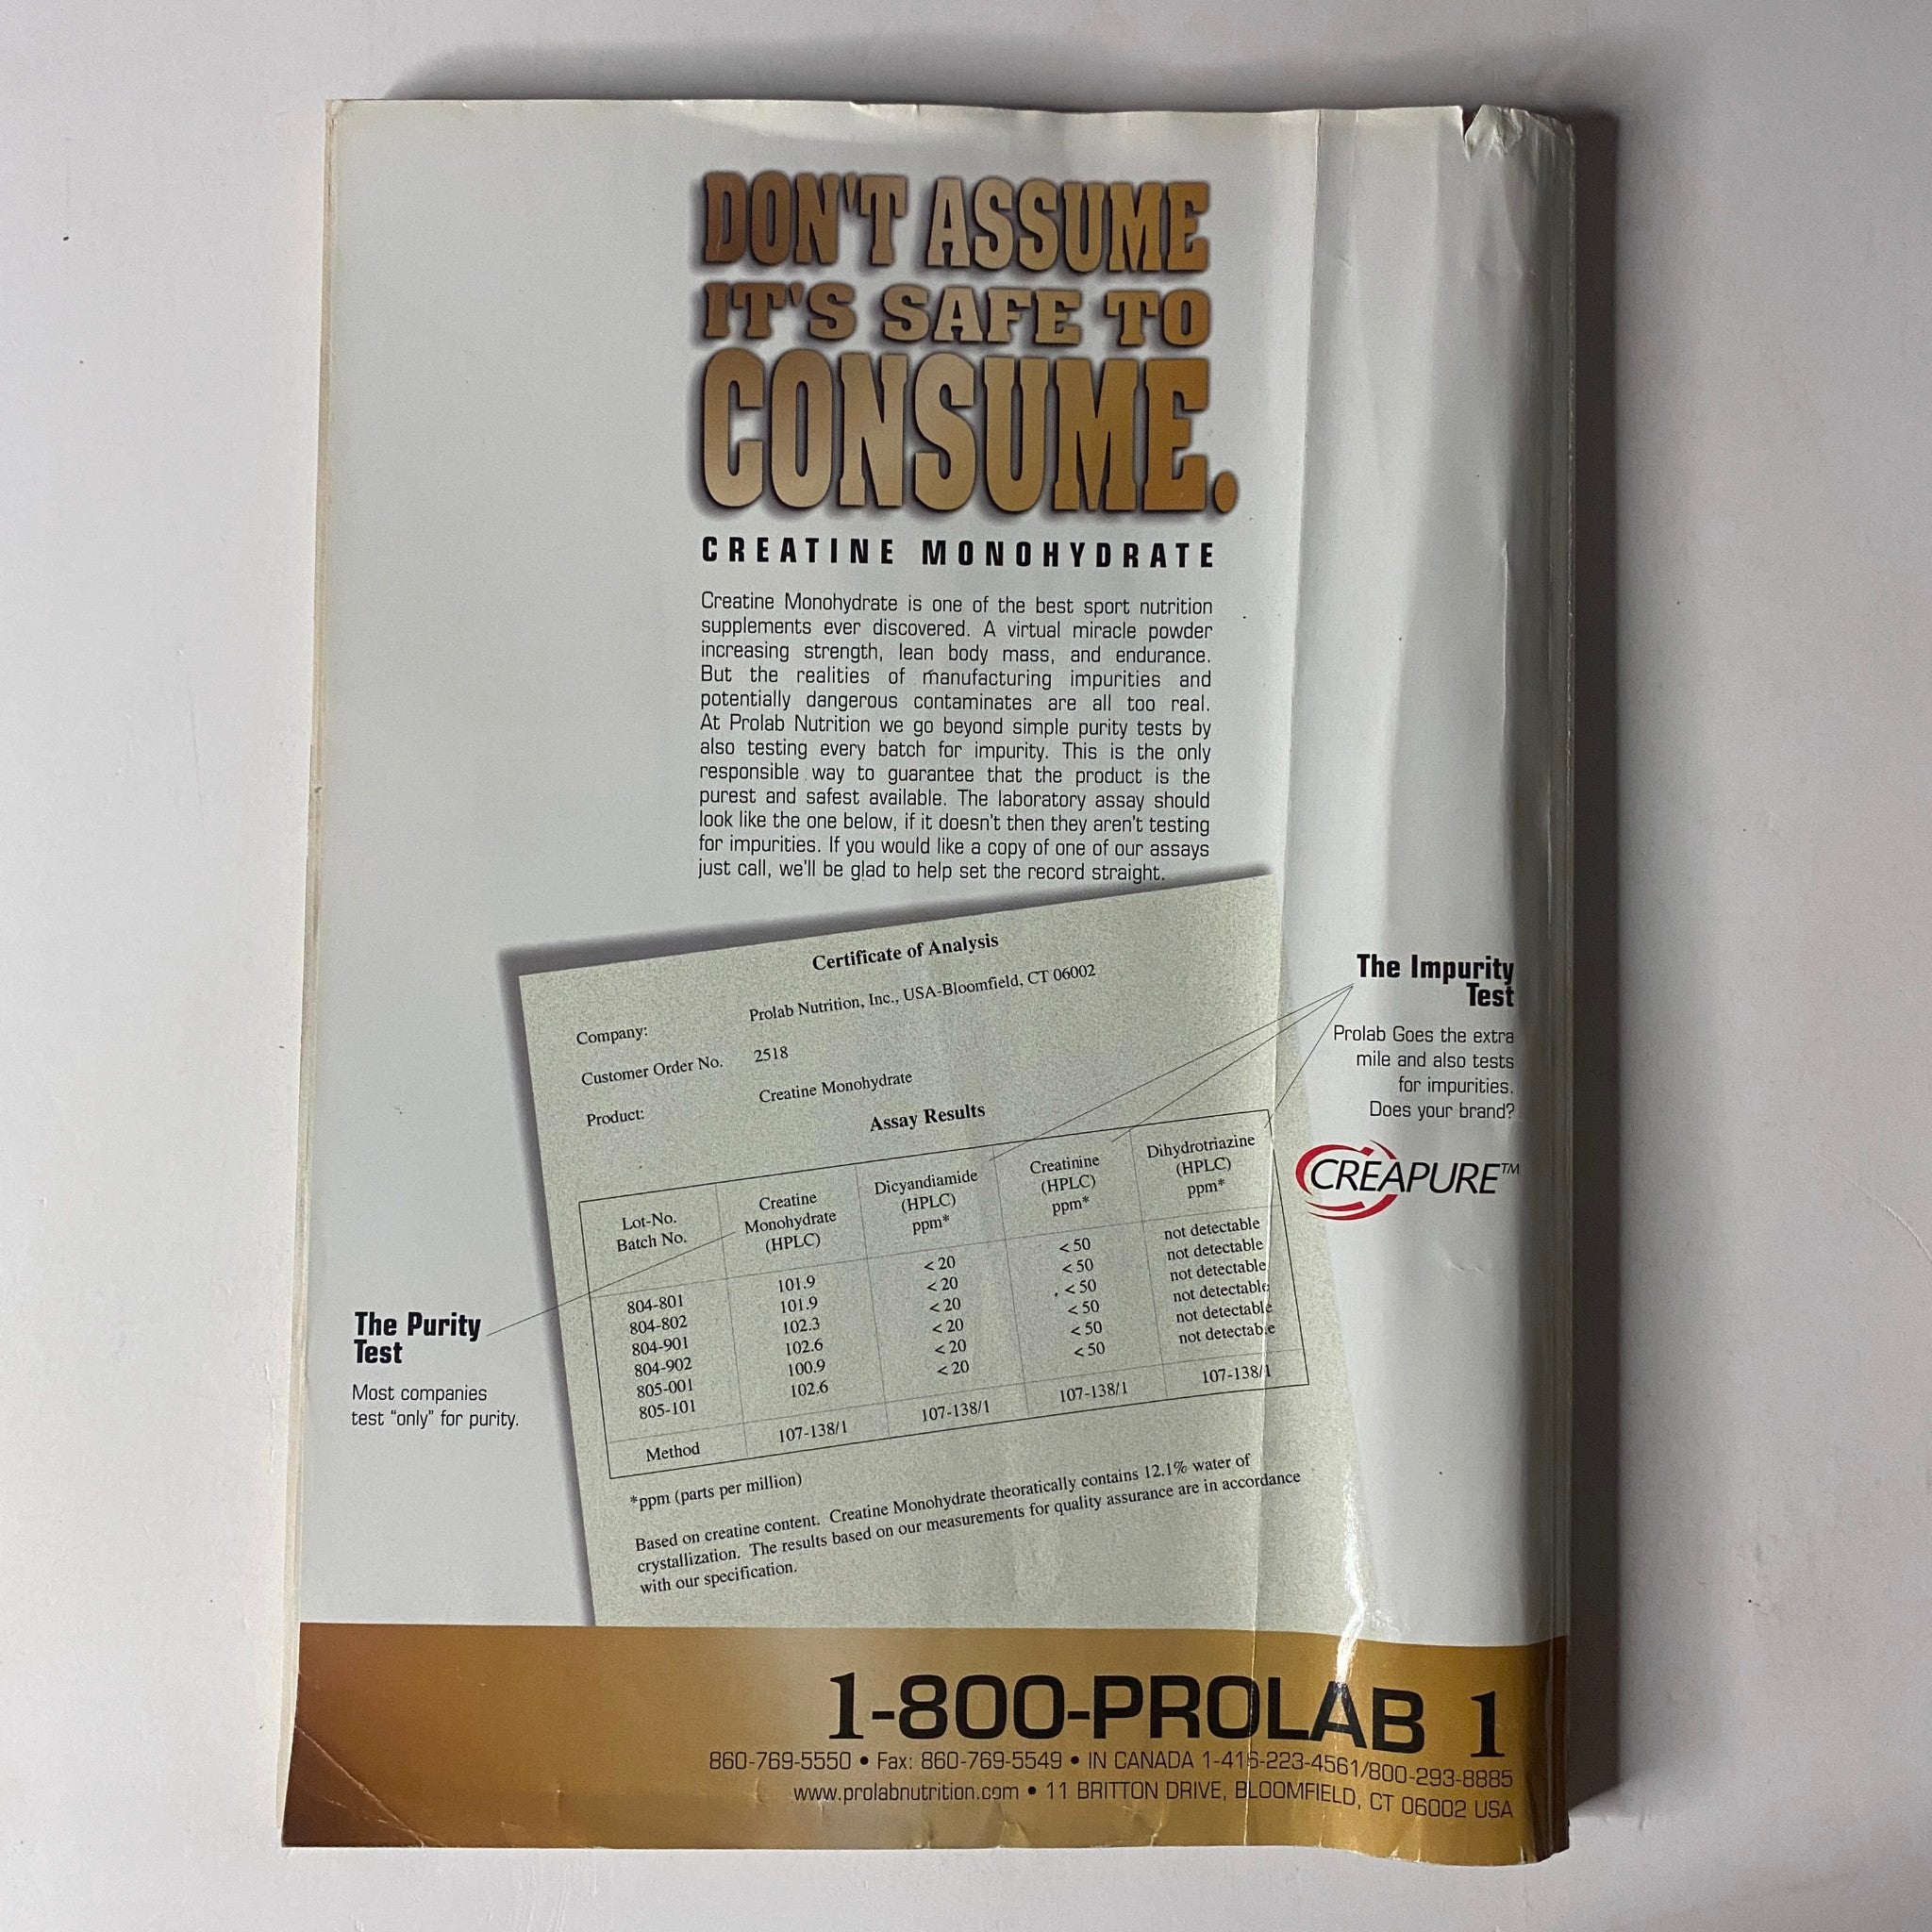 DON'T ASSUME
IT'S SAFE TO
CONSUME.
CREATINE MONOHYDRATE
Creatine Monohydrate is one of the best sport nutrition
supplements ever discovered. A virtual miracle powder
increasing strength, lean body mass, and endurance.
But the realities of manufacturing impurities and
potentially dangerous contaminates are all too real.
At Prolab Nutrition we go beyond simple purity tests by
also testing every batch for impurity. This is the only
responsible way to guarantee that the product is the
purest and safest available. The laboratory assay should
look like the one below, if it doesn't then they aren't testing
for impurities. If you would like a copy of one of our assays
just call, we'll be glad to help set the record straight.
Certificate of Analysis
Company: Prolab Nutrition, Inc., USA-Bloomfield, CT 06002
Customer Order No. 2518
Product: Creatine Monohydrate
Assay Results
Lot-No. Batch No. Creatine Monohydrate (HPLC) Dicyandiamide (HPLC) ppm* Creatinine (HPLC) ppm* Dihydrotriazine (HPLC) ppm*
804-801 101.9 < 20 < 50 not detectable
804-802 101.9 < 20 < 50 not detectable
804-901 102.3 < 20 < 50 not detectable
804-902 102.6 < 20 < 50 not detectable
805-001 100.9 < 20 < 50 not detectable
805-101 102.6 < 20 < 50 not detectable
Method 107-138/1 107-138/1 107-138/1 107-138/1
*ppm (parts per million)
Based on creatine content. Creatine Monohydrate theoratically contains 12.1% water of
crystallization. The results based on our measurements for quality assurance are in accordance
with our specification.
The Impurity
Test
Prolab Goes the extra
mile and also tests
for impurities.
Does your brand?
CREAPURE™
The Purity
Test
Most companies
test "only" for purity.
1-800-PROLAB 1
860-769-5550 • Fax: 860-769-5549 • IN CANADA 1-416-223-4561/800-293-8885
www.prolabnutrition.com • 11 BRITTON DRIVE, BLOOMFIELD, CT 06002 USA